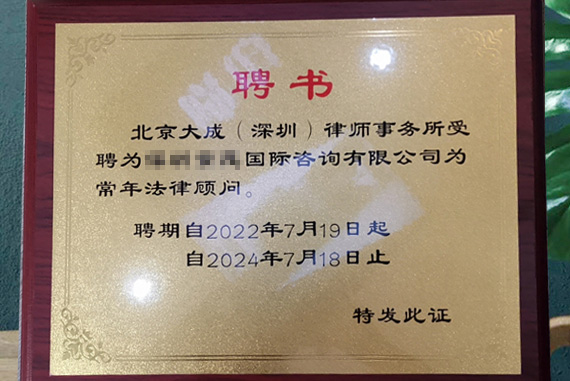 聘书
北京大成（深圳）律师事务所受
聘为国际咨询有限公司为
常年法律顾问。
聘期自2022年7月19日起
自2024年7月18日止
特发此证